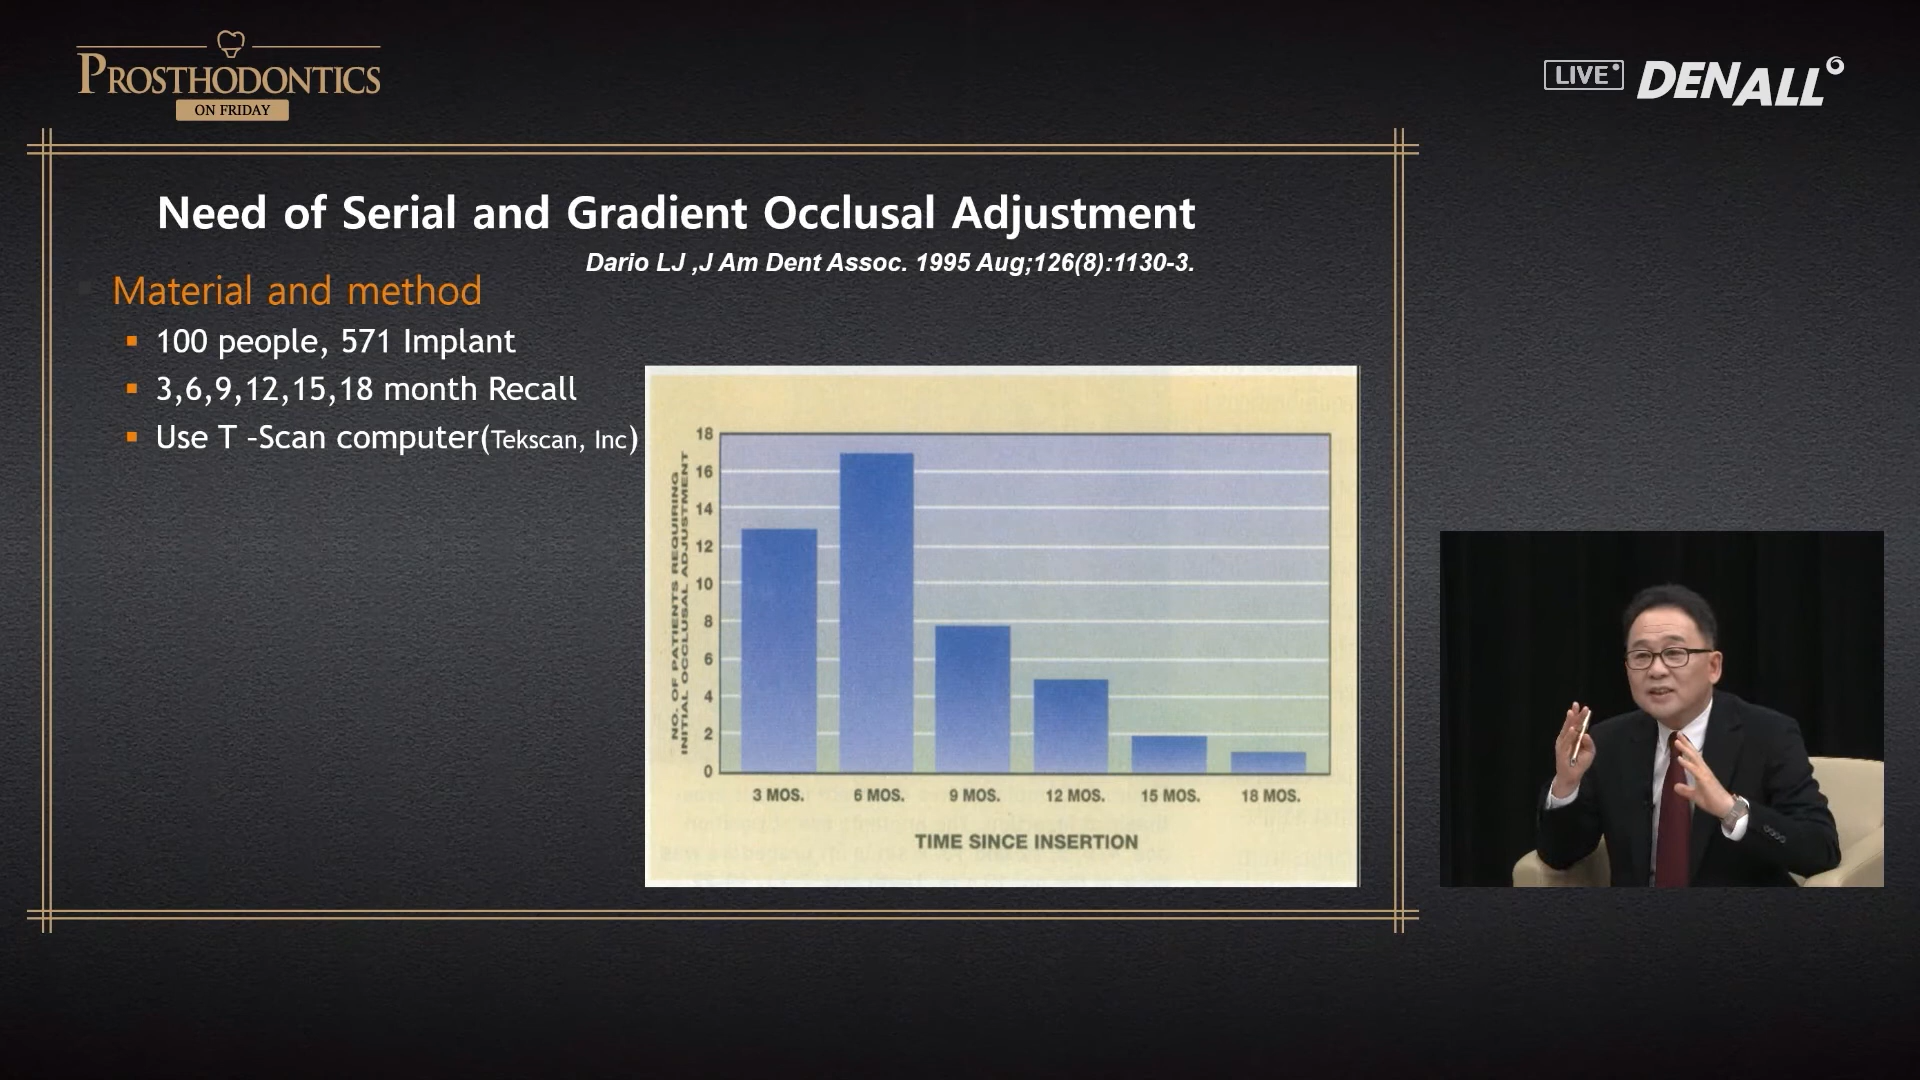 PROSTHODONTICS
ON FRIDAY
LIVE
DENALL
Need of Serial and Gradient Occlusal Adjustment
Dario LJ ,J Am Dent Assoc. 1995 Aug;126(8):1130-3.
Material and method
100 people, 571 Implant
3,6,9,12,15,18 month Recall
Use T -Scan computer(Tekscan, Inc)
NO. OF PATIENTS REQUIRING
INITIAL OCCLUSAL ADJUSTMENT
18
16
14
12
10
8
6
4
2
0
3 MOS. 6 MOS. 9 MOS. 12 MOS. 15 MOS. 18 MOS.
TIME SINCE INSERTION